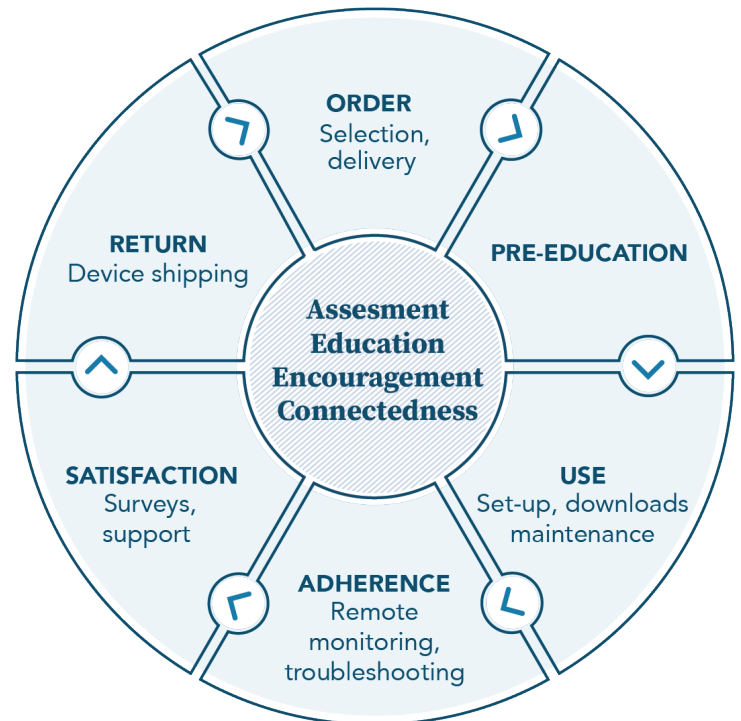 ORDER
Selection,
delivery
PRE-EDUCATION
USE
Set-up, downloads
maintenance
ADHERENCE
Remote
monitoring,
troubleshooting
SATISFACTION
Surveys,
support
RETURN
Device shipping
Assesment
Education
Encouragement
Connectedness